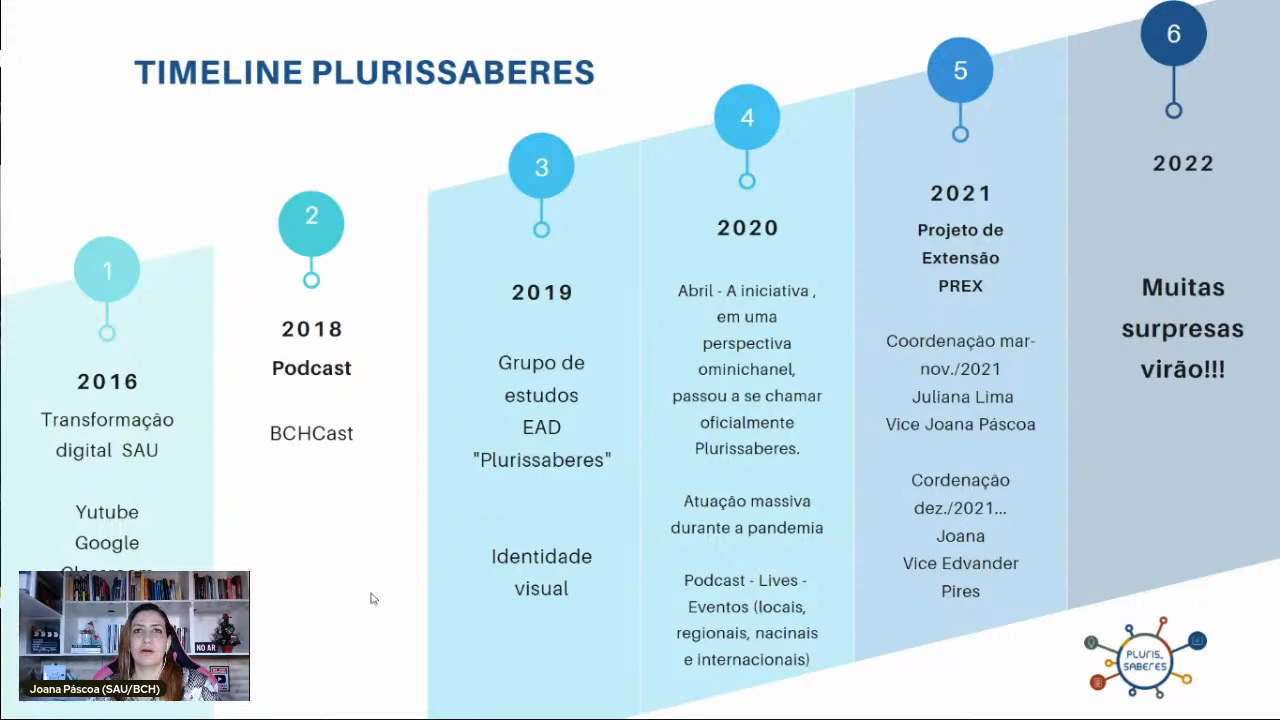 TIMELINE PLURISSABERES
1
2016
Transformação
digital SAU
Yutube
Google
Classroom
2
2018
Podcast
BCHCast
3
2019
Grupo de
estudos
EAD
"Plurissaberes"
Identidade
visual
4
2020
Abril - A iniciativa ,
em uma
perspectiva
ominichanel,
passou a se chamar
oficialmente
Plurissaberes.
Atuação massiva
durante a pandemia
Podcast - Lives -
Eventos (locais,
regionais, nacinais
e internacionais)
5
2021
Projeto de
Extensão
PREX
Coordenação mar-
nov./2021
Juliana Lima
Vice Joana Páscoa
Cordenação
dez./2021...
Joana
Vice Edvander
Pires
6
2022
Muitas
surpresas
virão!!!
NO AR
Joana Páscoa (SAU/BCH)
PLURIS_
SABERES